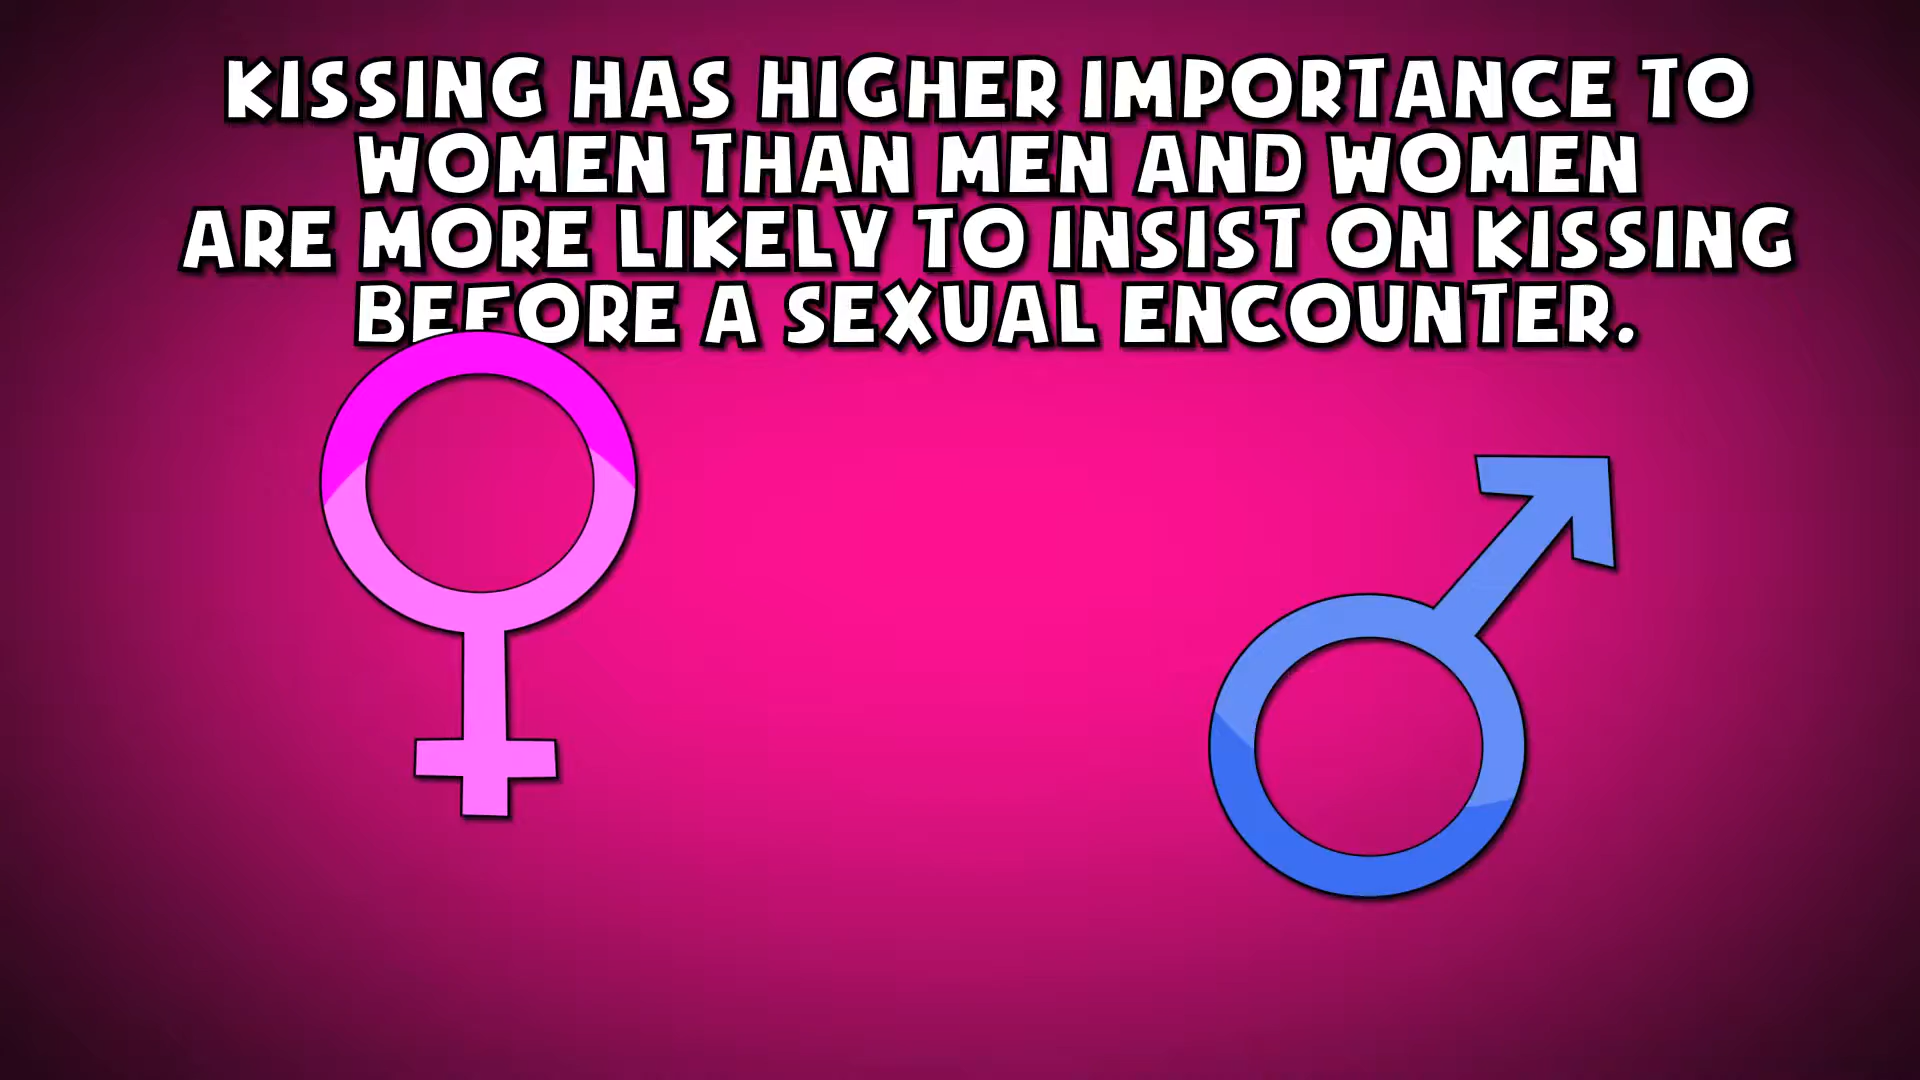 KISSING HAS HIGHER IMPORTANCE TO
WOMEN THAN MEN AND WOMEN
ARE MORE LIKELY TO INSIST ON KISSING
BEFORE A SEXUAL ENCOUNTER.